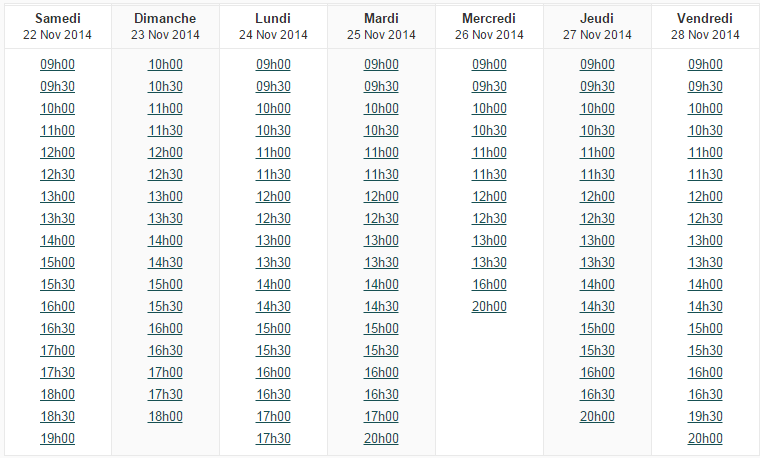 Samedi Dimanche Lundi Mardi Mercredi Jeudi Vendredi
22 Nov 2014 23 Nov 2014 24 Nov 2014 25 Nov 2014 26 Nov 2014 27 Nov 2014 28 Nov 2014
09h00 10h00 09h00 09h00 09h00 09h00 09h00
09h30 10h30 09h30 09h30 09h30 09h30 09h30
10h00 11h00 10h00 10h00 10h00 10h00 10h00
11h00 11h30 10h30 10h30 10h30 10h30 10h30
12h00 12h00 11h00 11h00 11h00 11h00 11h00
12h30 12h30 11h30 11h30 11h30 11h30 11h30
13h00 13h00 12h00 12h00 12h00 12h00 12h00
13h30 13h30 12h30 12h30 12h30 12h30 12h30
14h00 14h00 13h00 13h00 13h00 13h00 13h00
15h00 14h30 13h30 13h30 13h30 13h30 13h30
15h30 15h00 14h00 14h00 16h00 14h00 14h00
16h00 15h30 14h30 14h30 20h00 14h30 14h30
16h30 16h00 15h00 15h00 15h00 15h00
17h00 16h30 15h30 15h30 15h30 15h30
17h30 17h00 16h00 16h00 16h00 16h00
18h00 17h30 16h30 16h30 16h30 16h30
18h30 18h00 17h00 17h00 20h00 19h30
19h00 17h30 20h00 20h00